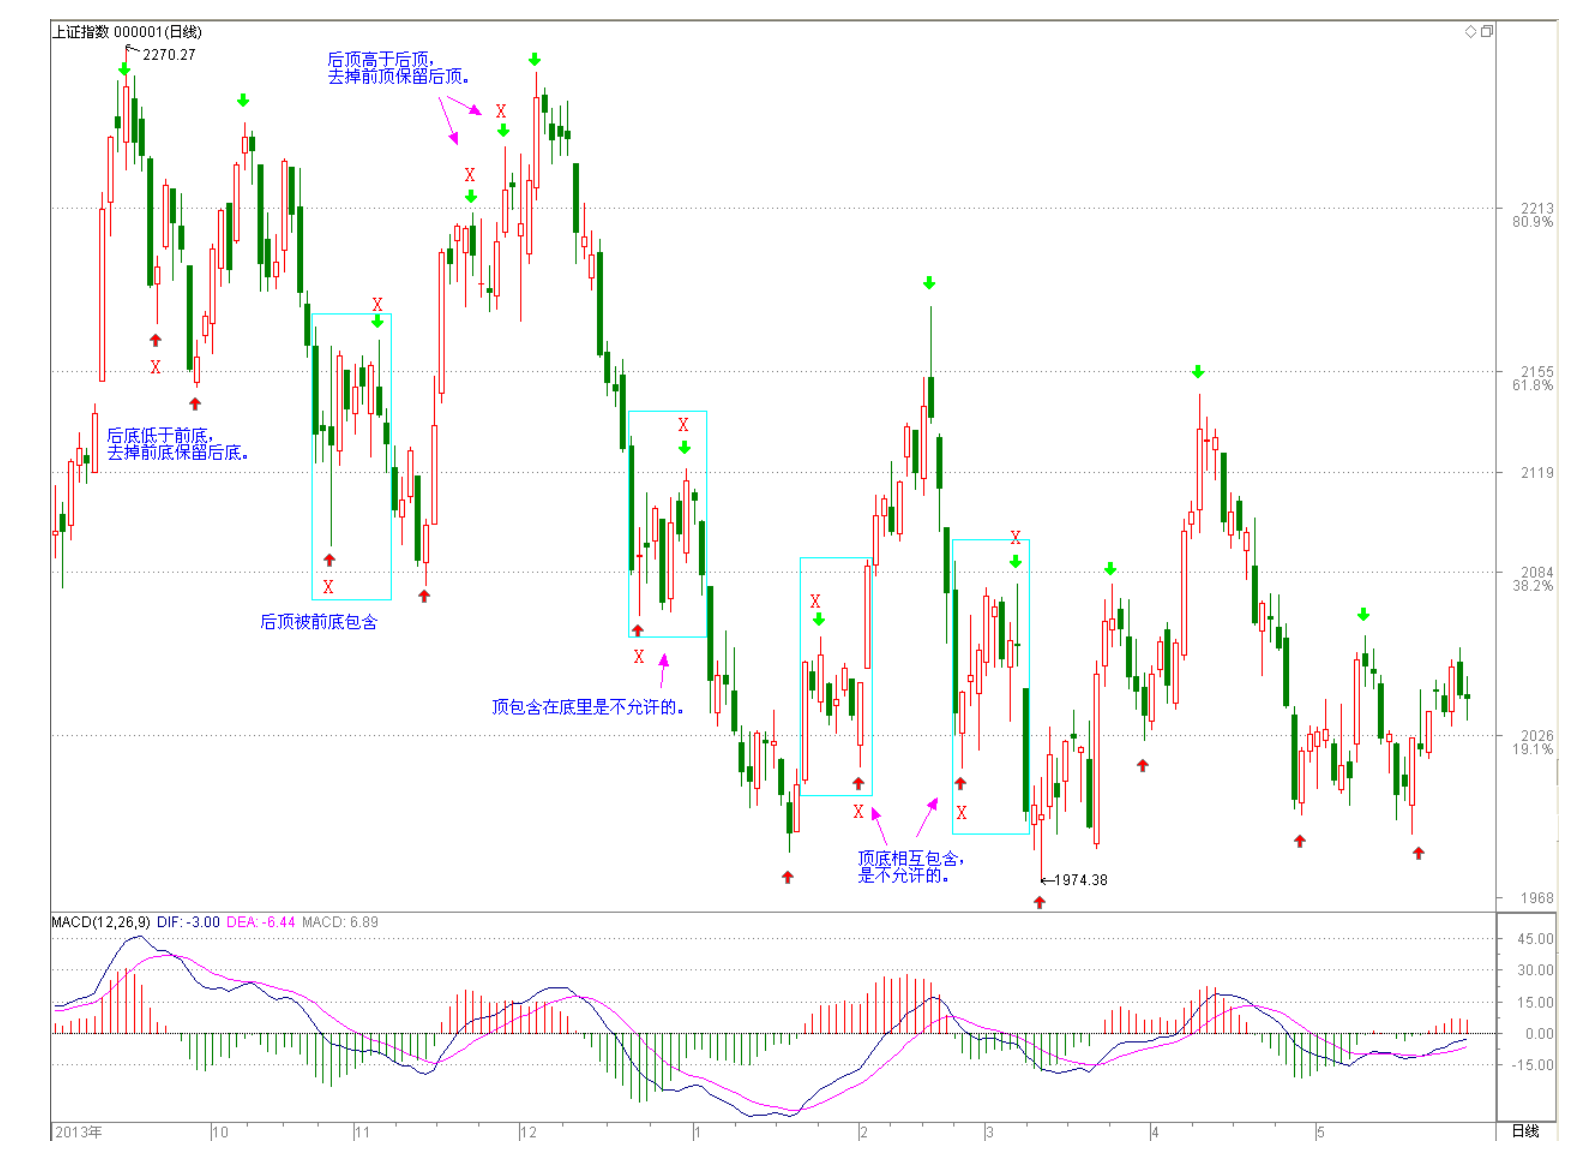 上证指数 000001(日线)
2270.27
后顶高于后顶，
去掉前顶保留后顶。
X
X
2213
80.9%
X
X
2155
61.8%
后底低于前底，
去掉前底保留后底。
X
2119
X
2084
38.2%
X
X
后顶被前底包含
X
顶包含在底里是不允许的。
2026
19.1%
X
X
顶底相互包含，
是不允许的。
1974.38
1968
MACD(12,26,9) DIF: -3.00 DEA: -6.44 MACD: 6.89
45.00
30.00
15.00
0.00
-15.00
2013年 10 11 12 1 2 3 4 5 日线